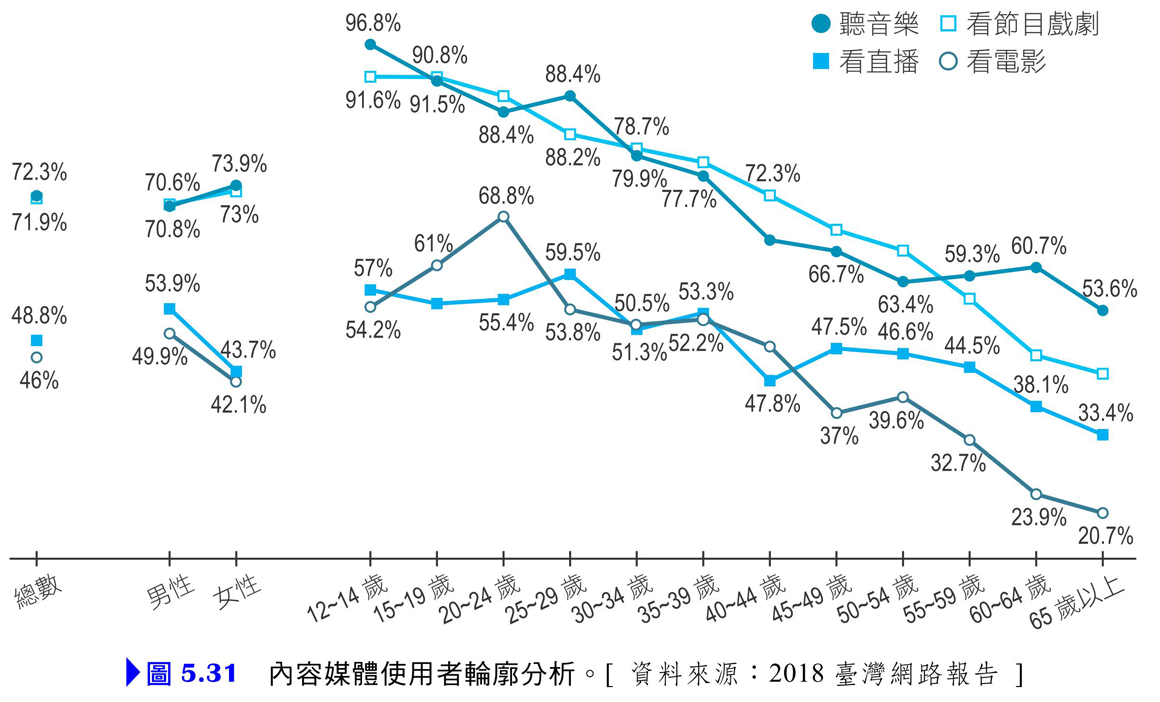 聽音樂 看節目戲劇
看直播 看電影
96.8%
90.8%
91.6% 91.5%
88.4%
88.4%
88.2%
78.7%
79.9%
77.7%
72.3%
66.7%
63.4%
59.3%
60.7%
53.6%
72.3%
71.9%
70.6%
70.8%
73.9%
73%
48.8%
46%
53.9%
49.9%
43.7%
42.1%
57%
54.2%
61%
68.8%
55.4%
59.5%
53.8%
50.5%
51.3%
53.3%
52.2%
47.8%
47.5%
37%
46.6%
39.6%
44.5%
32.7%
38.1%
23.9%
33.4%
20.7%
總數
男性
女性
12~14 歲
15~19 歲
20~24 歲
25~29 歲
30~34 歲
35~39 歲
40~44 歲
45~49 歲
50~54 歲
55~59 歲
60~64 歲
65 歲以上
圖 5.31 內容媒體使用者輪廓分析。[ 資料來源：2018 臺灣網路報告 ]